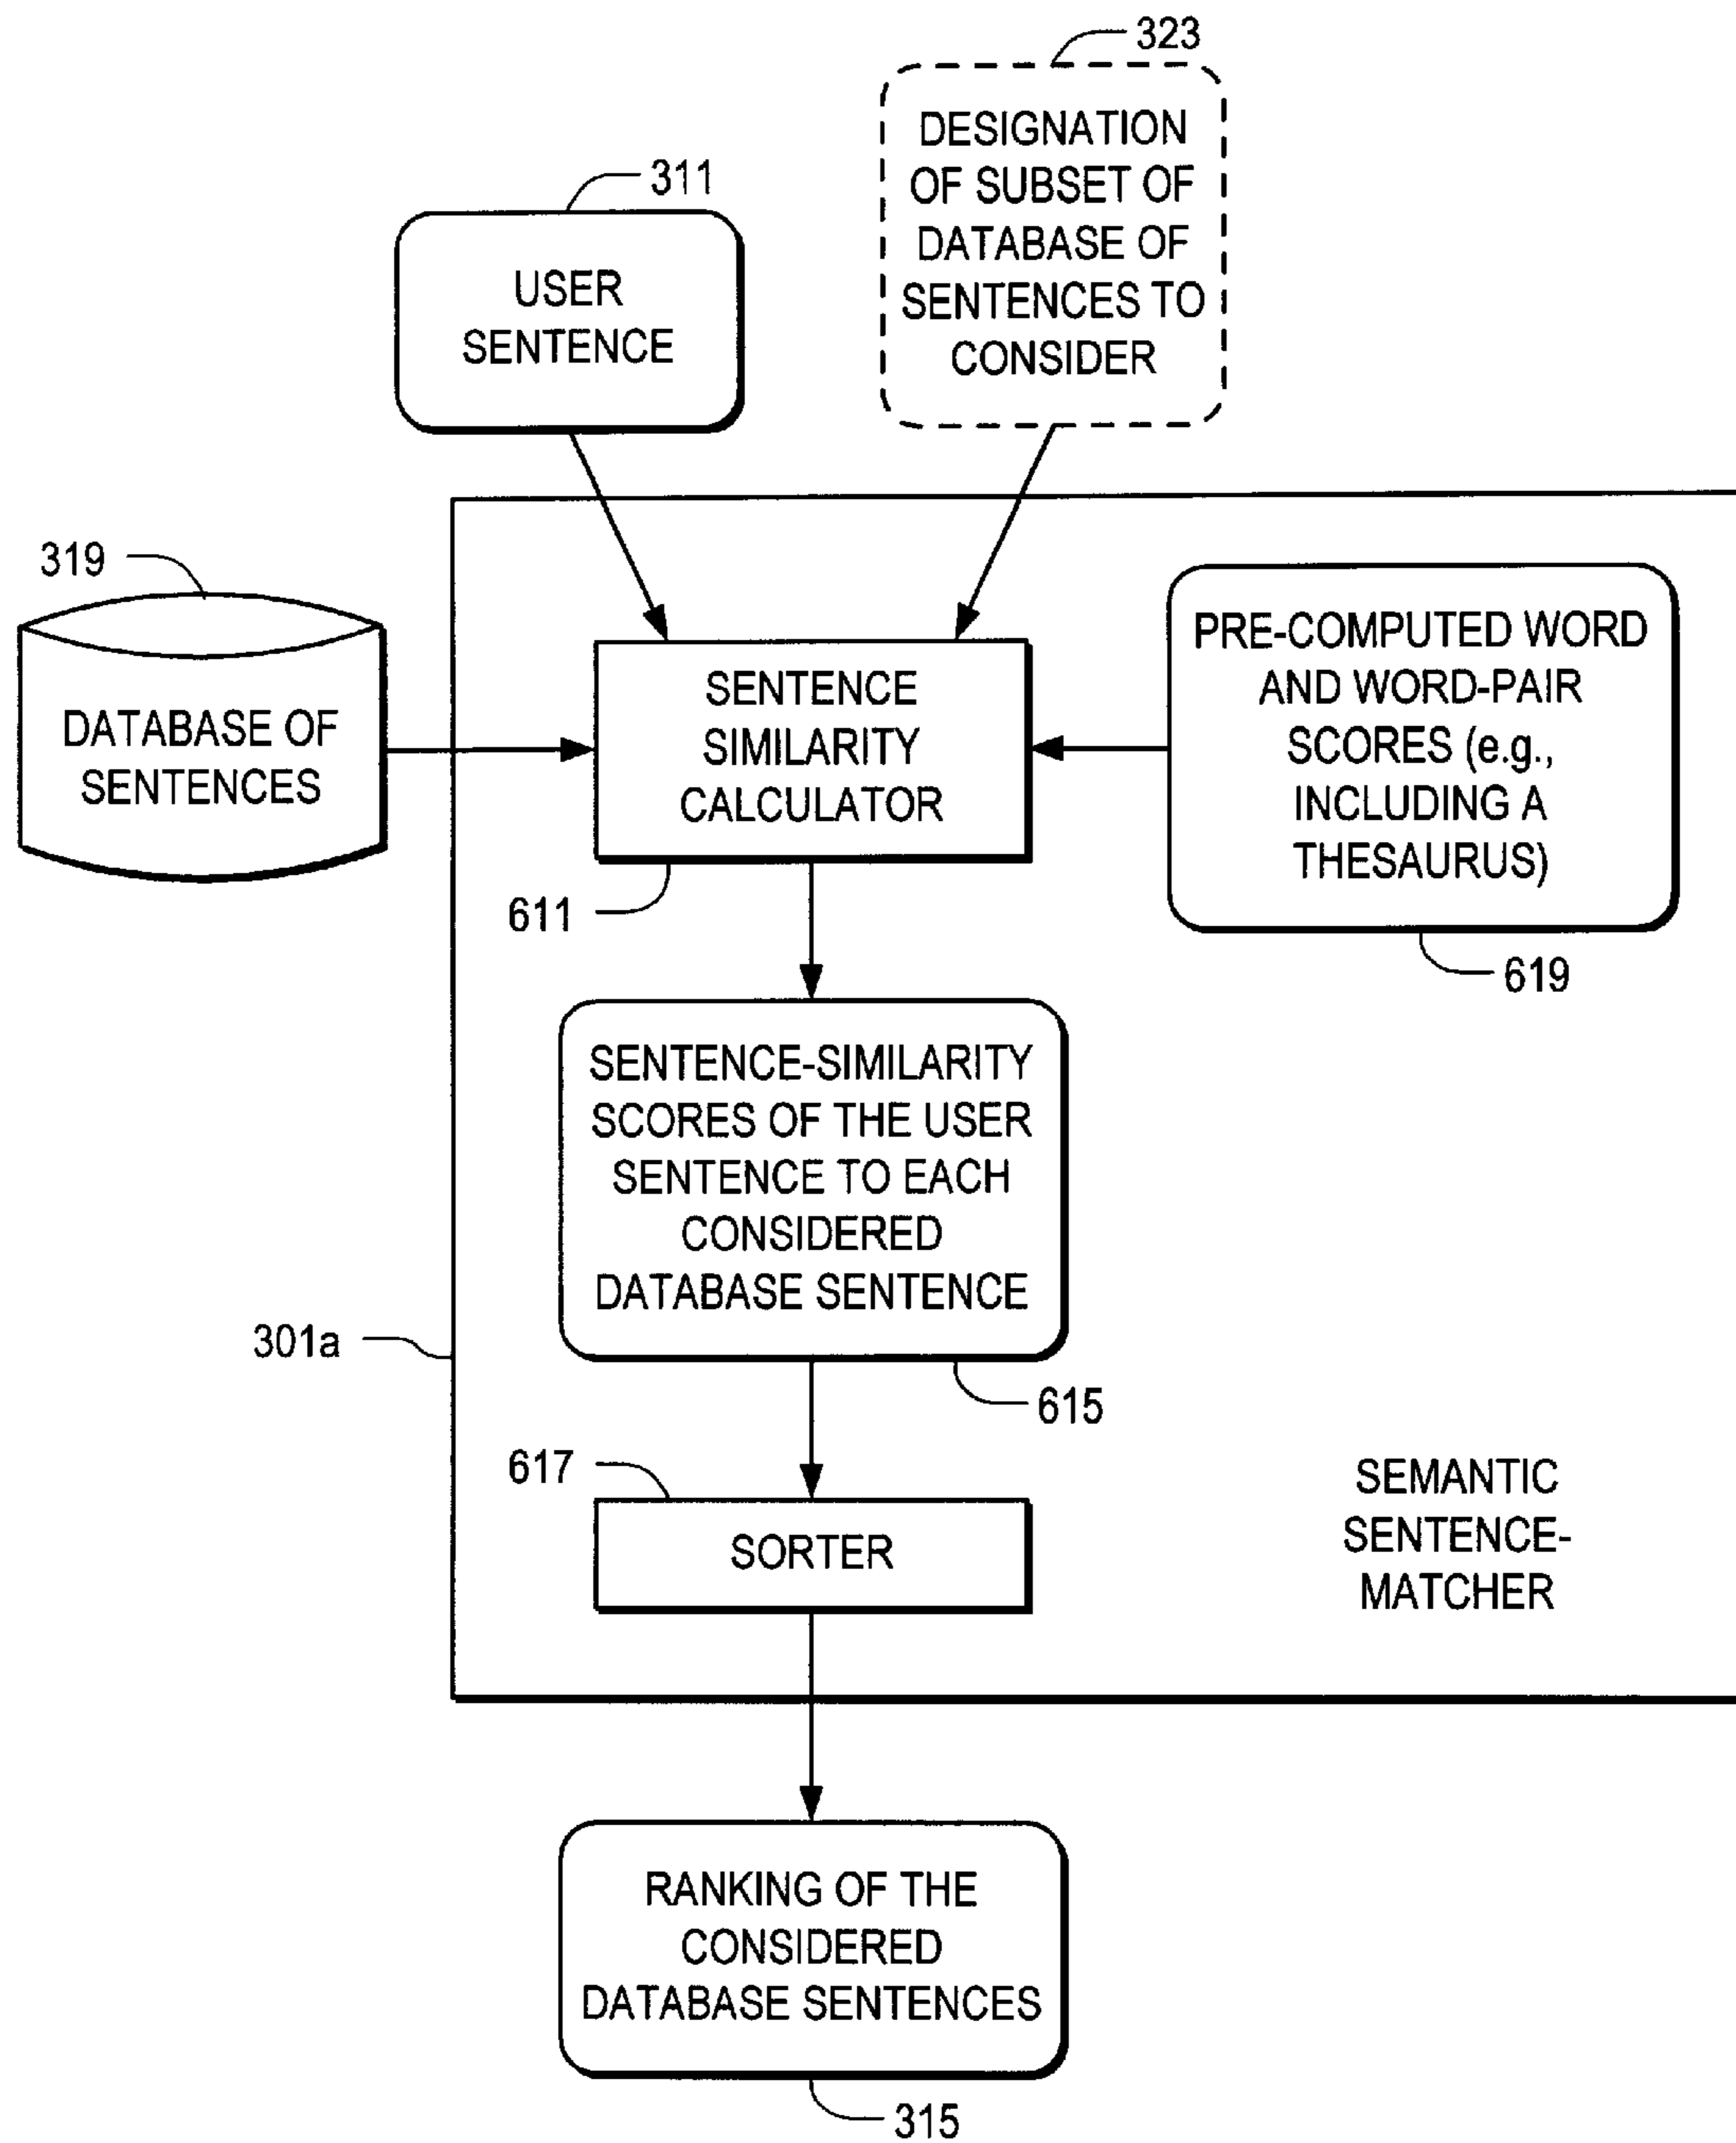 323
DESIGNATION
OF SUBSET OF
DATABASE OF
SENTENCES TO
CONSIDER
311
USER
SENTENCE
319
DATABASE OF
SENTENCES
SENTENCE
SIMILARITY
CALCULATOR
611
PRE-COMPUTED WORD
AND WORD-PAIR
SCORES (e.g.,
INCLUDING A
THESAURUS)
619
SENTENCE-SIMILARITY
SCORES OF THE USER
SENTENCE TO EACH
CONSIDERED
DATABASE SENTENCE
301a
615
617
SORTER
SEMANTIC
SENTENCE-
MATCHER
RANKING OF THE
CONSIDERED
DATABASE SENTENCES
315